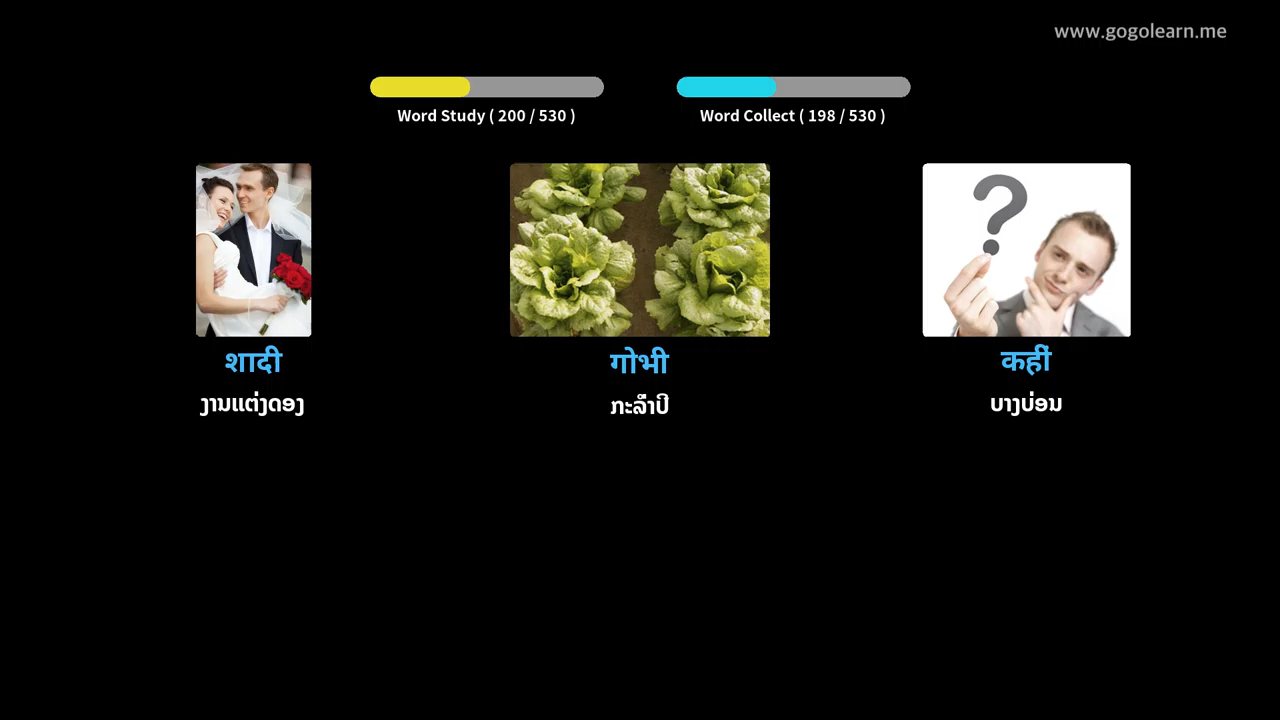 www.gogolearn.me
Word Study ( 200 / 530 )
Word Collect ( 198 / 530 )
शादी
गोभी
कहीं
ງານແຕ່ງດອງ
ກະລ່ຳປີ
ບາງບ່ອນ